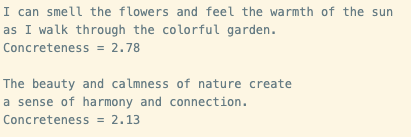 I can smell the flowers and feel the warmth of the sun
as I walk through the colorful garden.
Concreteness = 2.78

The beauty and calmness of nature create
a sense of harmony and connection.
Concreteness = 2.13